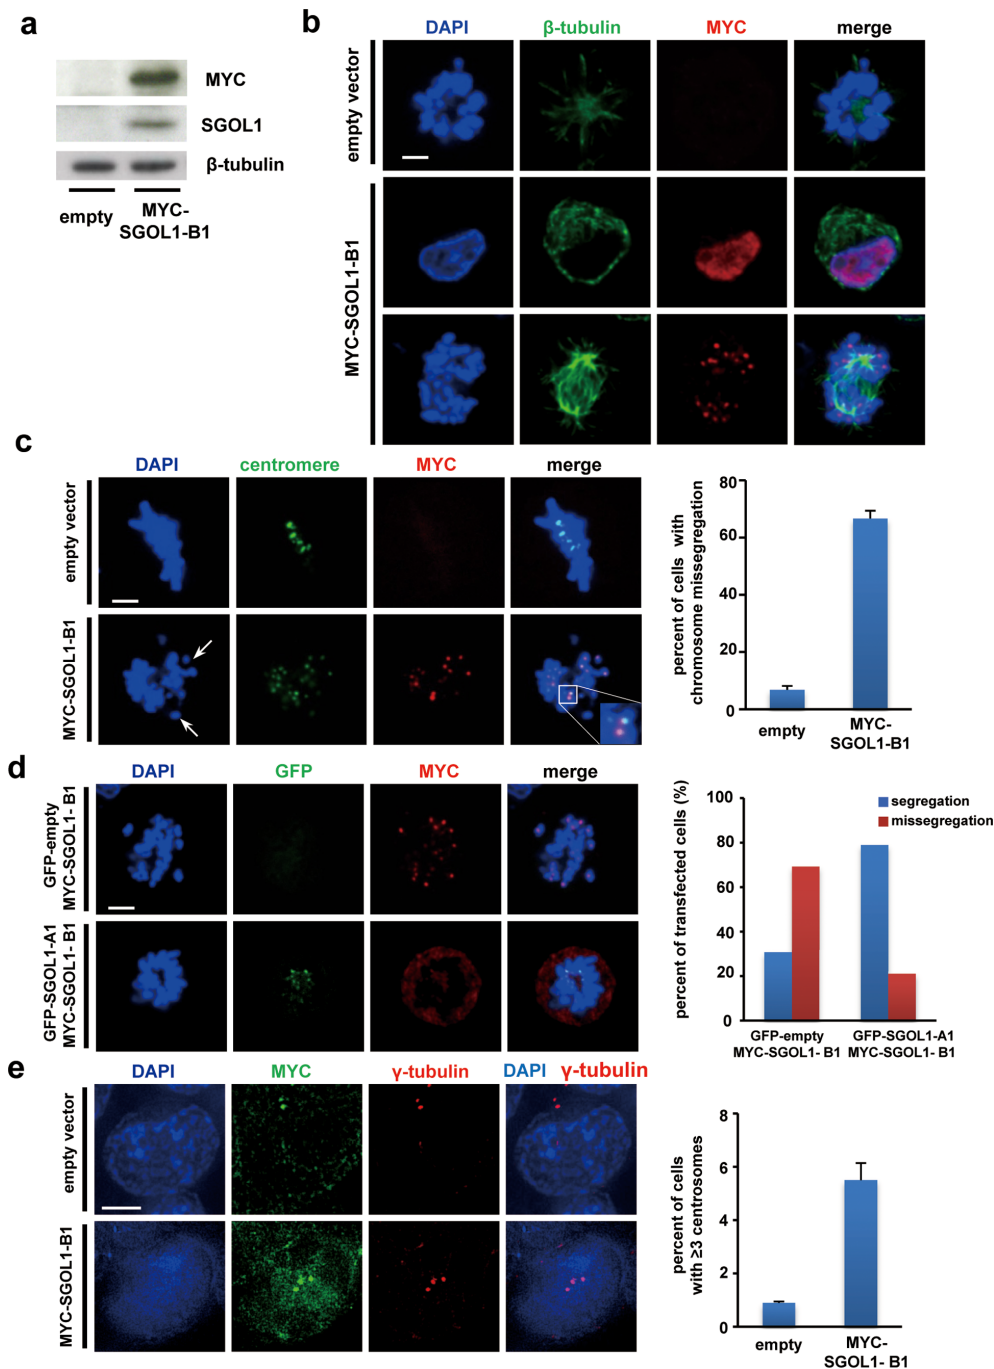 a
MYC
SGOL1
β-tubulin
empty
MYC-
SGOL1-B1
b
DAPI
β-tubulin
MYC
merge
empty vector
MYC-SGOL1-B1
c
DAPI
centromere
MYC
merge
empty vector
MYC-SGOL1-B1
percent of cells with
chromosome missegregation
80
60
40
20
0
empty
MYC-
SGOL1-B1
d
DAPI
GFP
MYC
merge
GFP-empty
MYC-SGOL1- B1
GFP-SGOL1-A1
MYC-SGOL1- B1
percent of transfected cells (%)
100
80
60
40
20
0
segregation
missegregation
GFP-empty
MYC-SGOL1- B1
GFP-SGOL1-A1
MYC-SGOL1- B1
e
DAPI
MYC
γ-tubulin
DAPI γ-tubulin
empty vector
MYC-SGOL1-B1
percent of cells
with ≥3 centrosomes
8
6
4
2
0
empty
MYC-
SGOL1- B1